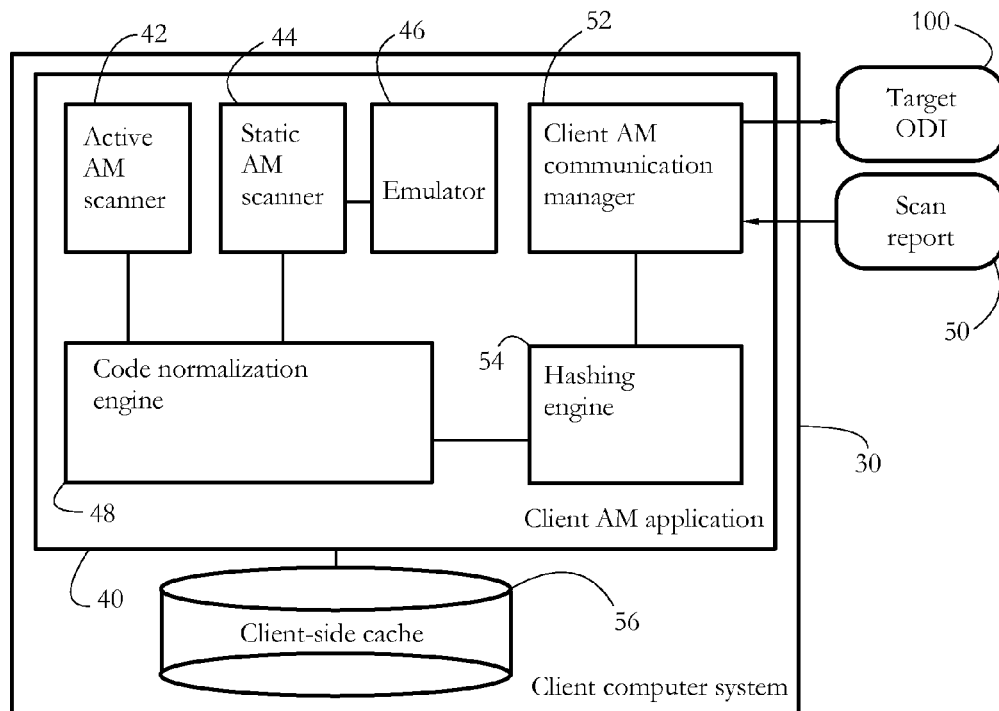 42
44
46
52
100
Active
AM
scanner
Static
AM
scanner
Emulator
Client AM
communication
manager
Target
ODI
Scan
report
50
Code normalization
engine
48
54
Hashing
engine
30
Client AM application
40
56
Client-side cache
Client computer system